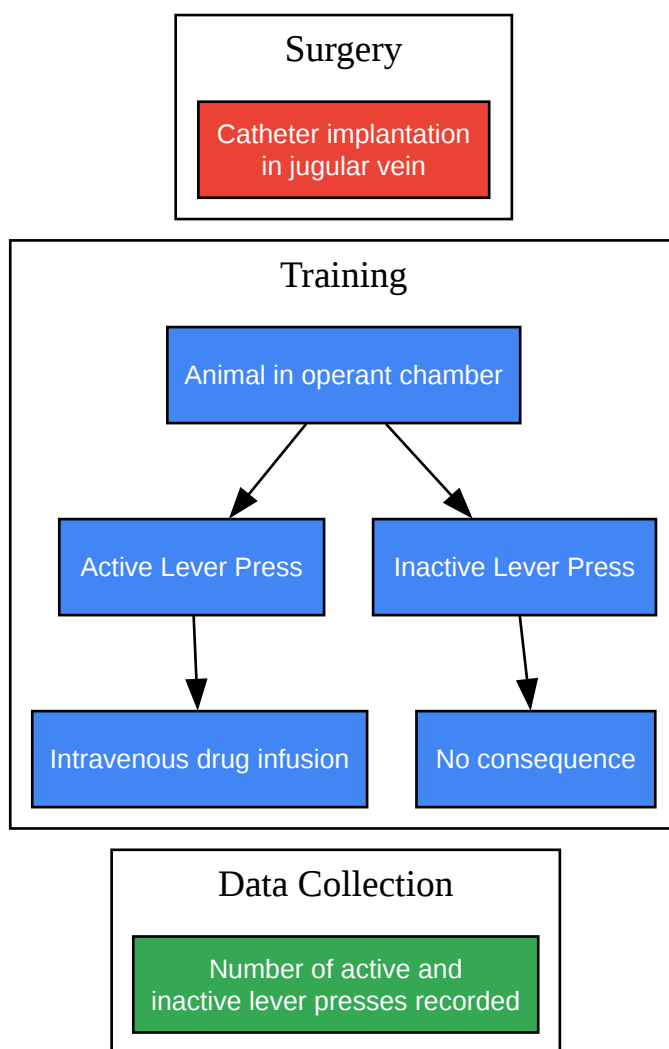 Surgery
Catheter implantation
in jugular vein
Training
Animal in operant chamber
Active Lever Press
Inactive Lever Press
Intravenous drug infusion
No consequence
Data Collection
Number of active and
inactive lever presses recorded